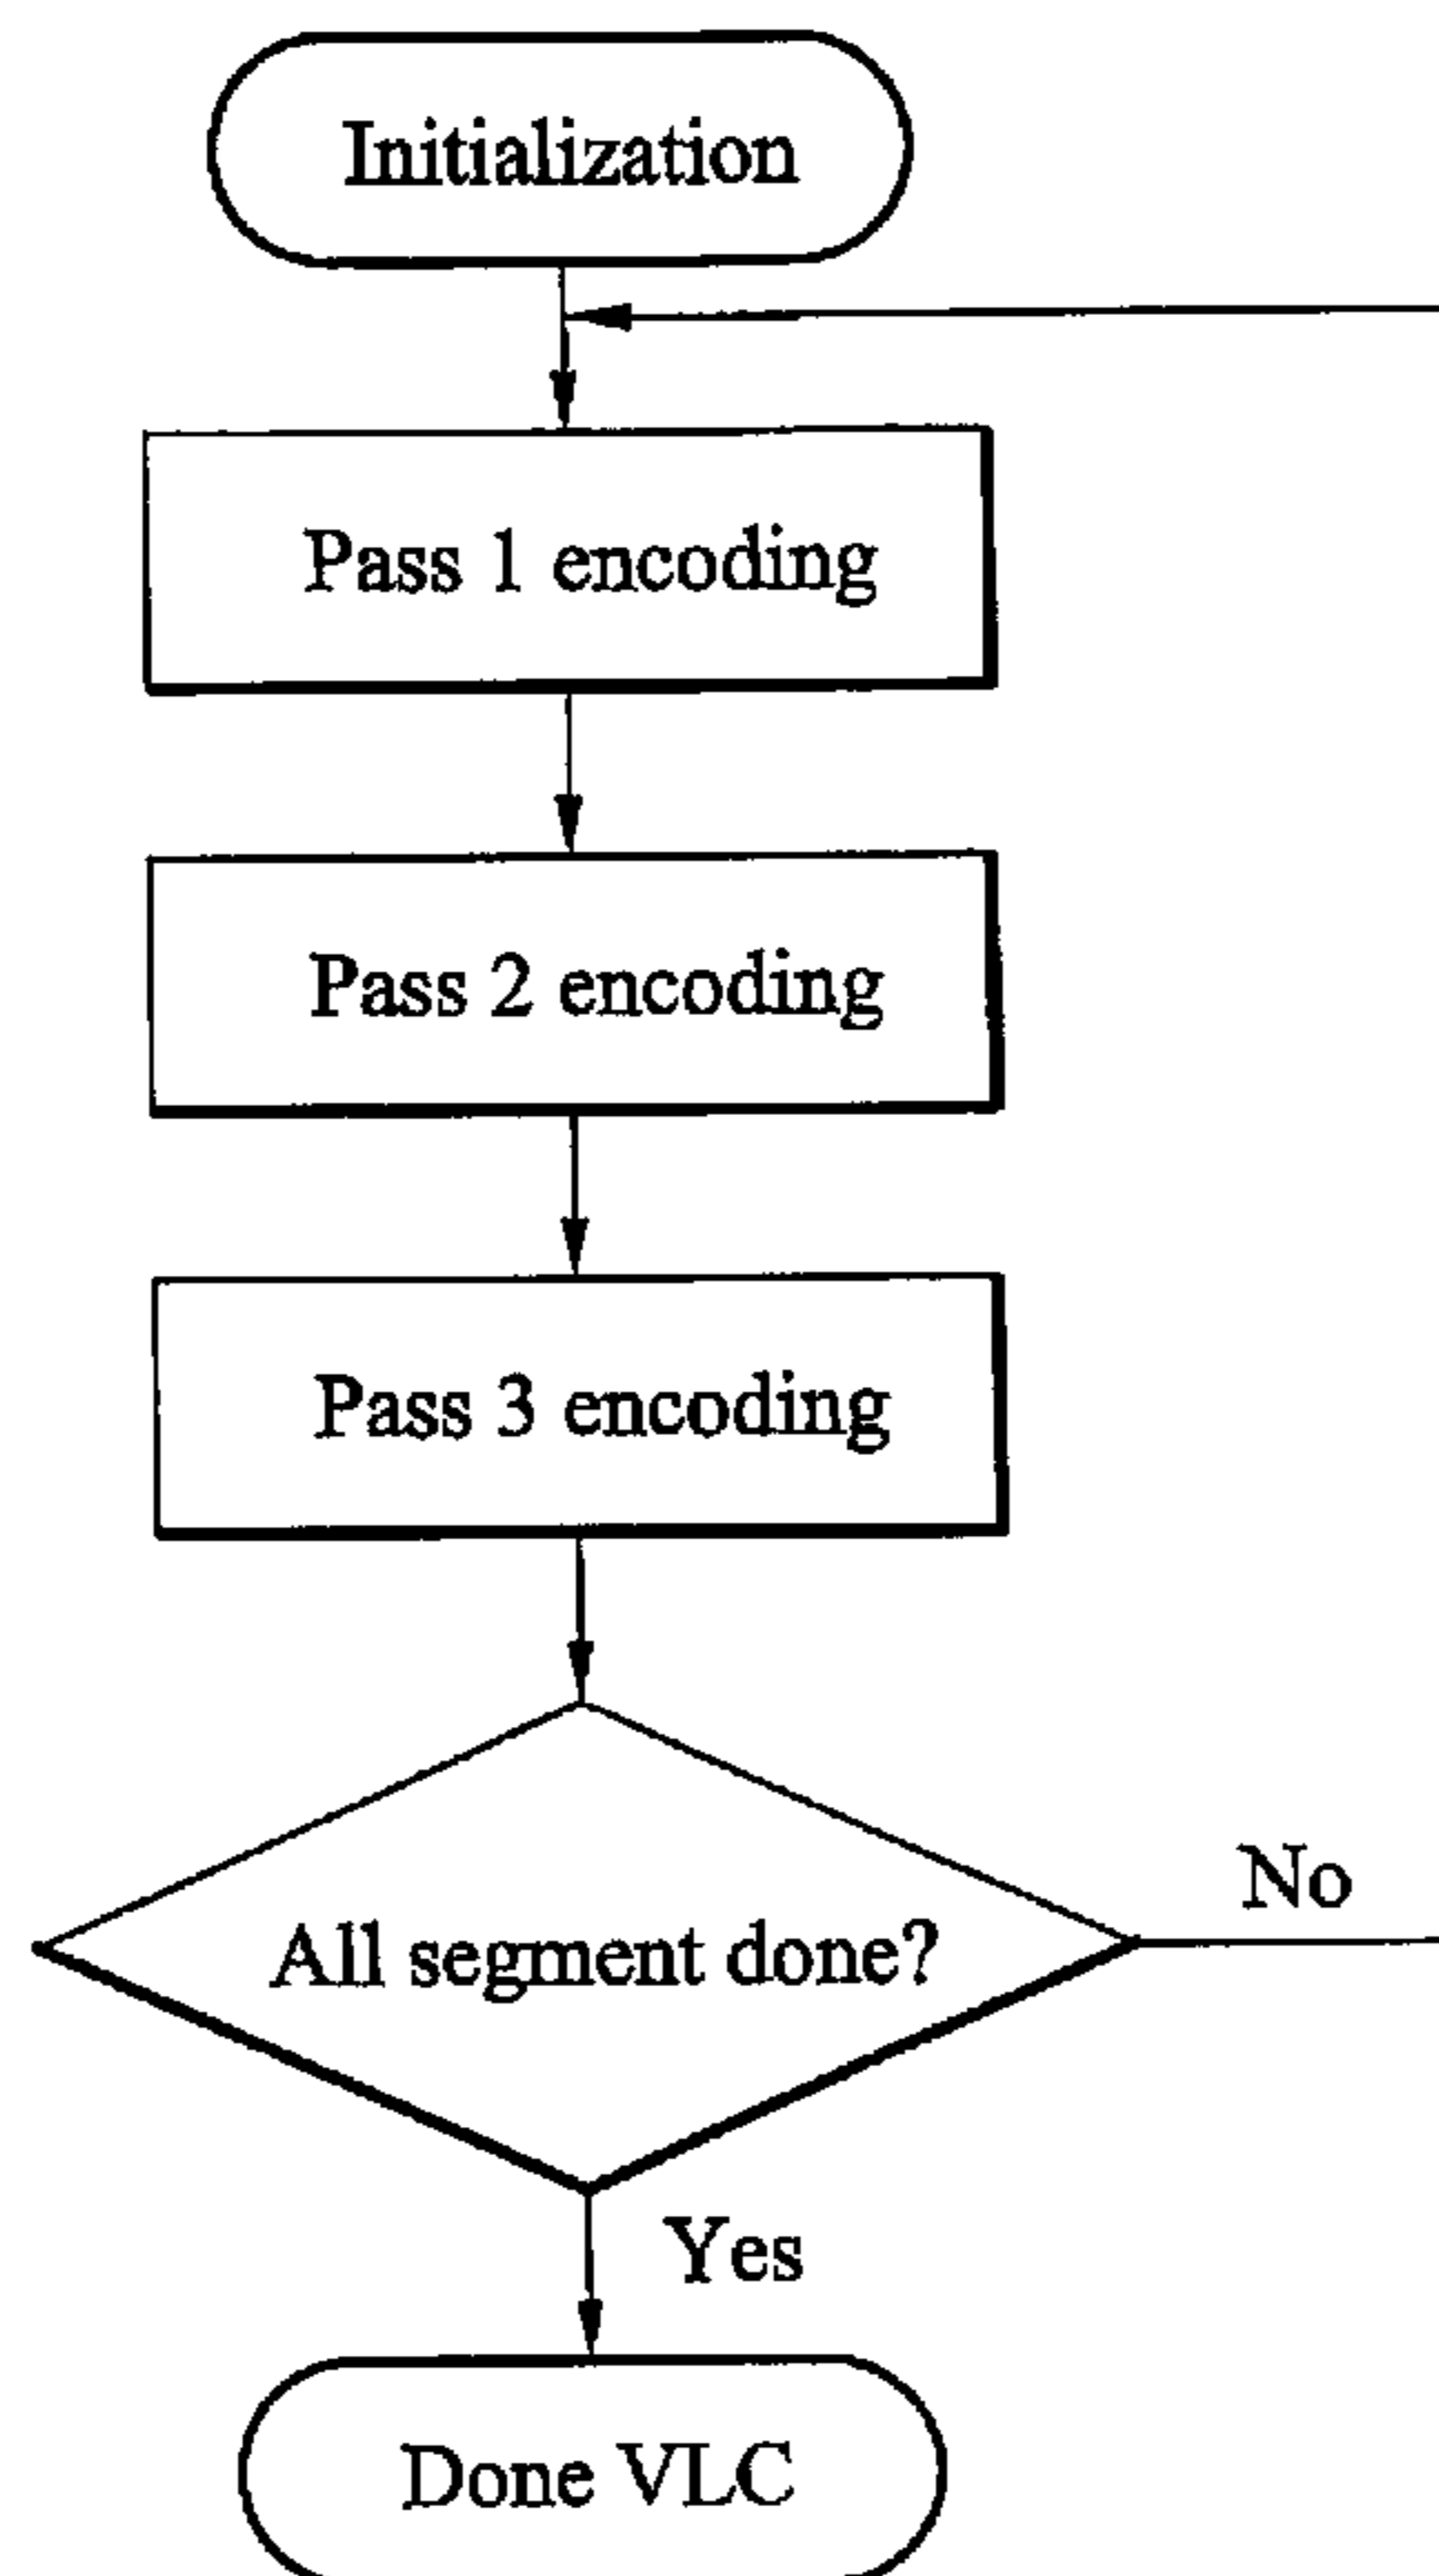 Initialization
Pass 1 encoding
Pass 2 encoding
Pass 3 encoding
All segment done?
No
Yes
Done VLC